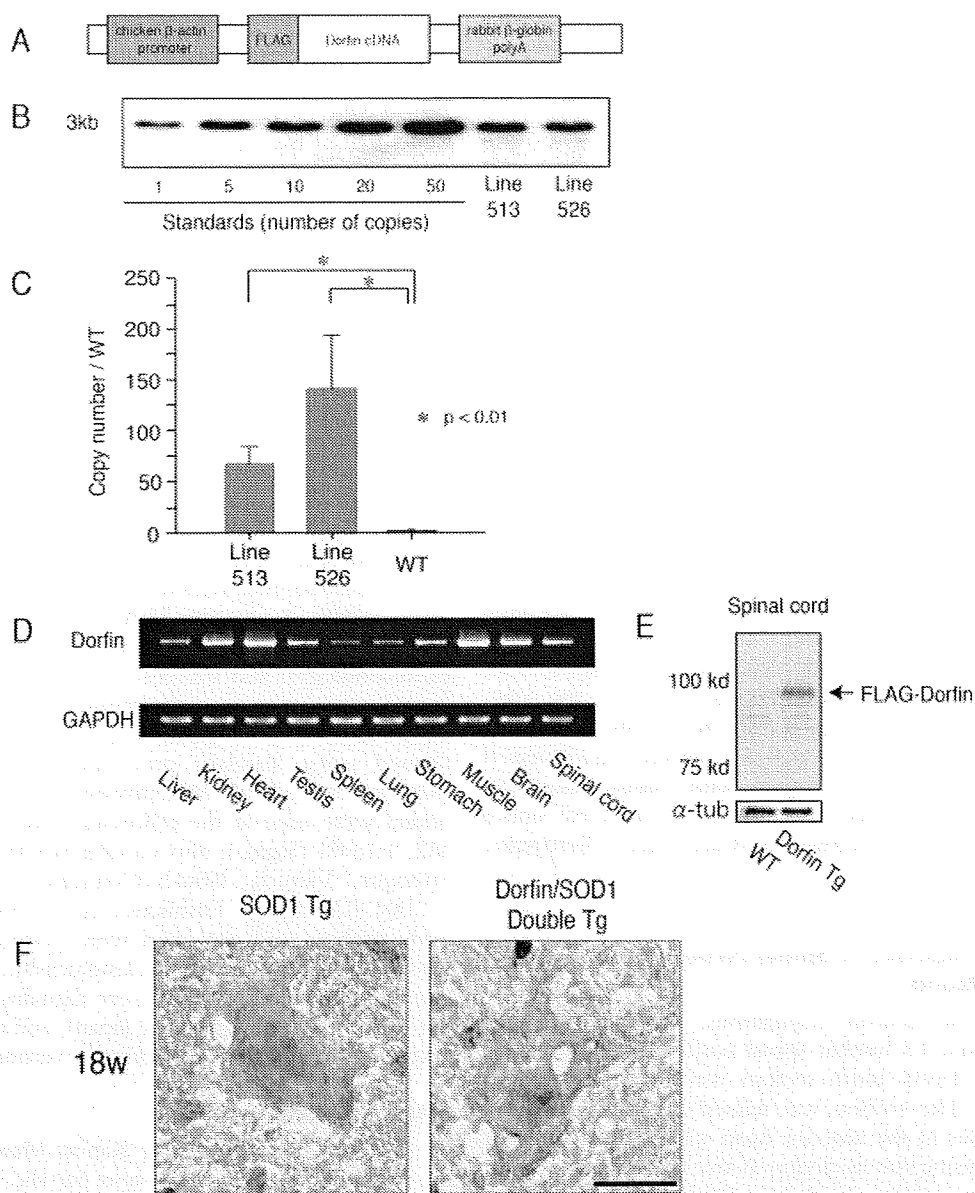 A
chicken β-actin
promoter
FLAG
Dorfin cDNA
rabbit β-globin
polyA
B
3kb
1 5 10 20 50
Line
513
Line
526
Standards (number of copies)
C
Copy number / WT
250
200
150
100
50
0
*
*
* p < 0.01
Line
513
Line
526
WT
D
Dorfin
GAPDH
Liver
Kidney
Heart
Testis
Spleen
Lung
Stomach
Muscle
Brain
Spinal cord
E
Spinal cord
100 kd
FLAG-Dorfin
75 kd
α-tub
WT
Dorfin Tg
F
SOD1 Tg
Dorfin/SOD1
Double Tg
18w